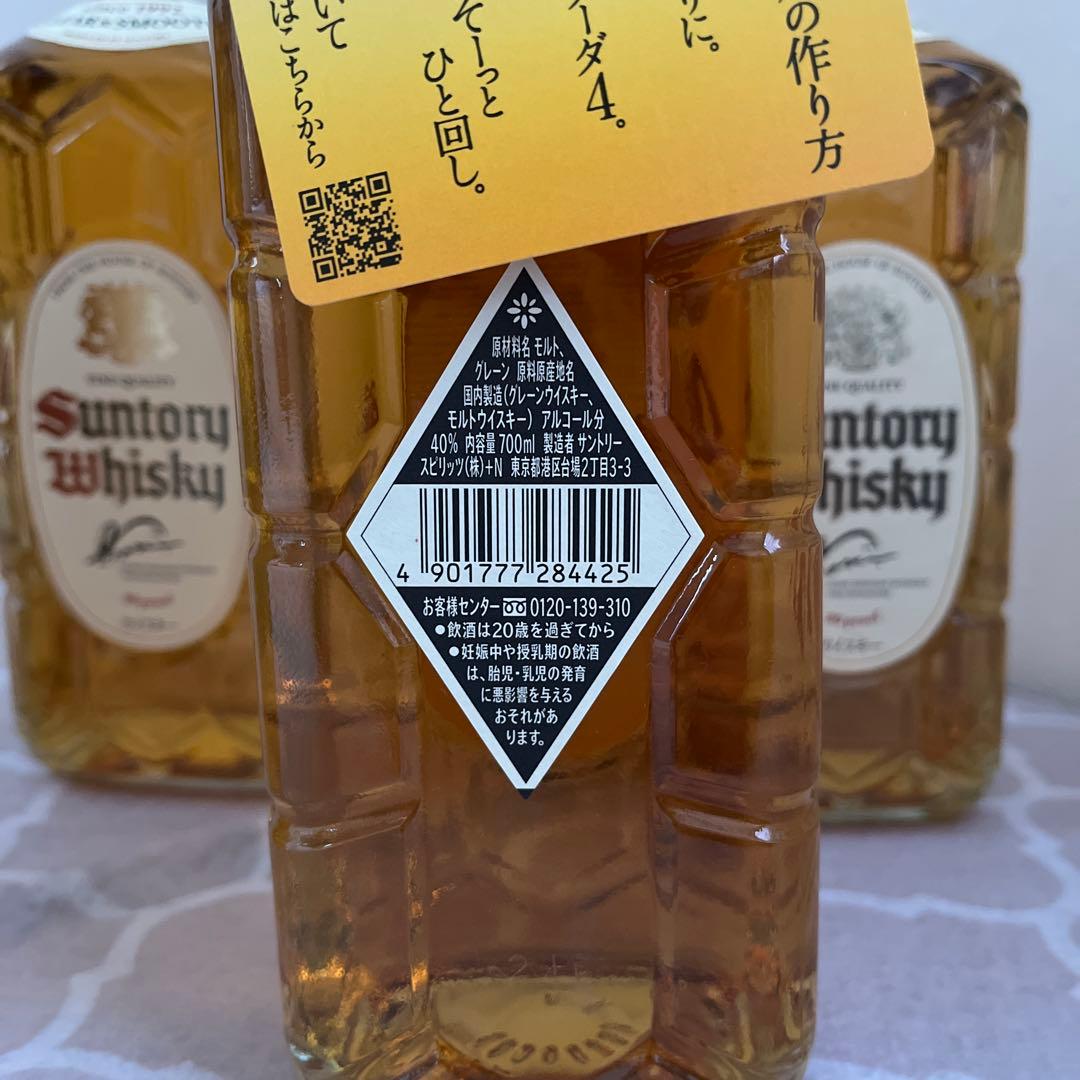 の作り方
りに。
ーダ4。
てーっと
ひと回し。
いて
はこちらから
原材料名 モルト、
グレーン 原料原産地名
国内製造(グレーンウイスキー、
モルトウイスキー) アルコール分
40% 内容量 700ml 製造者 サントリー
スピリッツ(株)+N 東京都港区台場2丁目3-3
4 901777 284425
お客様センター 0120-139-310
●飲酒は20歳を過ぎてから
●妊娠中や授乳期の飲酒
は、胎児・乳児の発育
に悪影響を与える
おそれがあ
ります。
Suntory
Whisky
untory
hisky